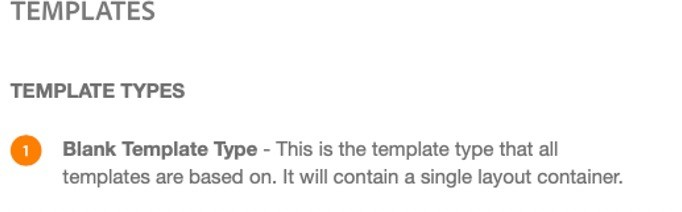 TEMPLATES
TEMPLATE TYPES
1 Blank Template Type - This is the template type that all
templates are based on. It will contain a single layout container.